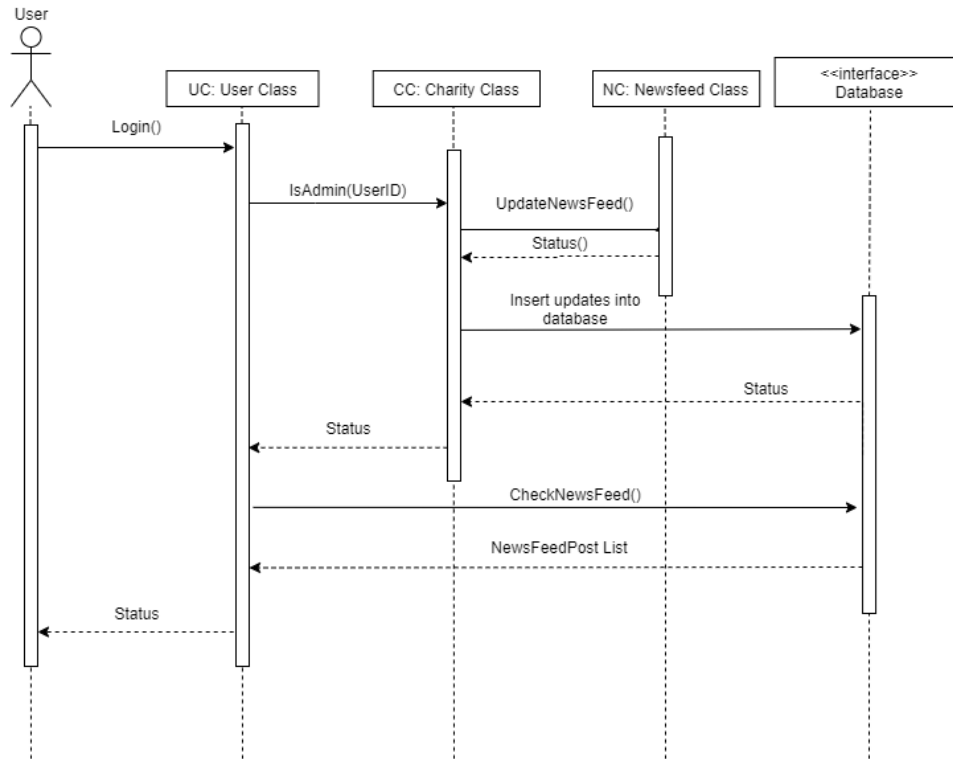 User
UC: User Class
CC: Charity Class
NC: Newsfeed Class
<<interface>>
Database
Login()
IsAdmin(UserID)
UpdateNewsFeed()
Status()
Insert updates into
database
Status
Status
CheckNewsFeed()
NewsFeedPost List
Status